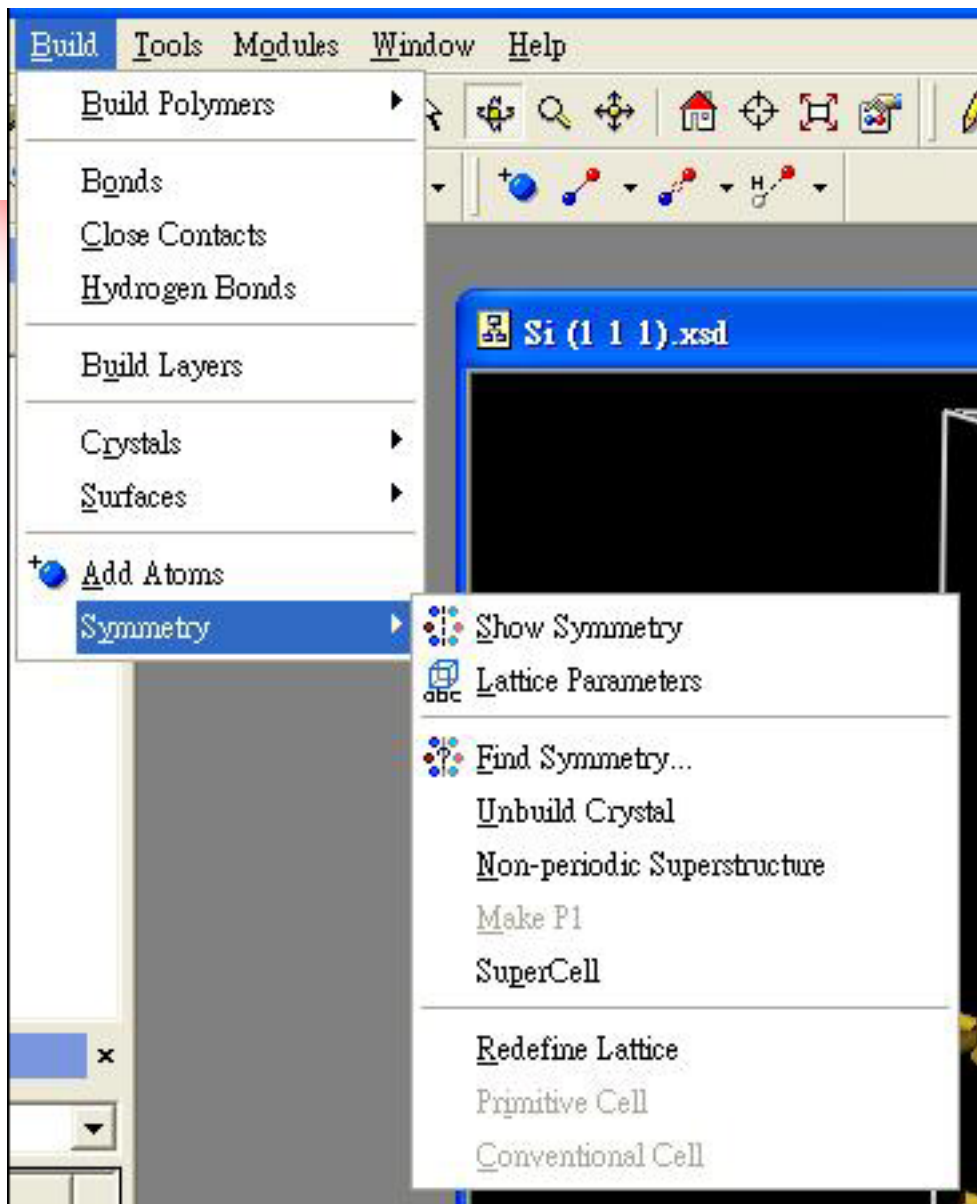 Build Tools Modules Window Help
Build Polymers
Bonds
Close Contacts
Hydrogen Bonds
Build Layers
Crystals
Surfaces
Add Atoms
Symmetry
H
Si (1 1 1).xsd
Show Symmetry
abc
Lattice Parameters
Find Symmetry...
Unbuild Crystal
Non-periodic Superstructure
Make P1
SuperCell
Redefine Lattice
Primitive Cell
Conventional Cell